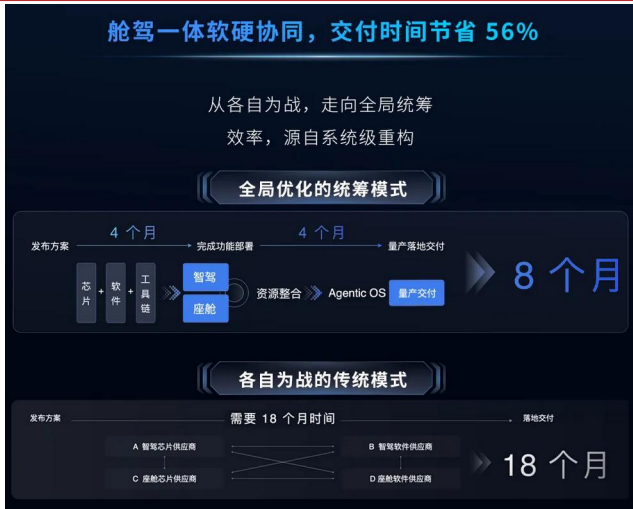 舱驾一体软硬协同，交付时间节省 56%
从各自为战，走向全局统筹
效率，源自系统级重构
全局优化的统筹模式
4 个月
4 个月
发布方案
完成功能部署
量产落地交付
芯片 + 软件 + 工具链
智驾
座舱
资源整合
Agentic OS
量产交付
8 个月
各自为战的传统模式
发布方案
需要 18 个月时间
落地交付
A 智驾芯片供应商
B 智驾软件供应商
C 座舱芯片供应商
D 座舱软件供应商
18 个月